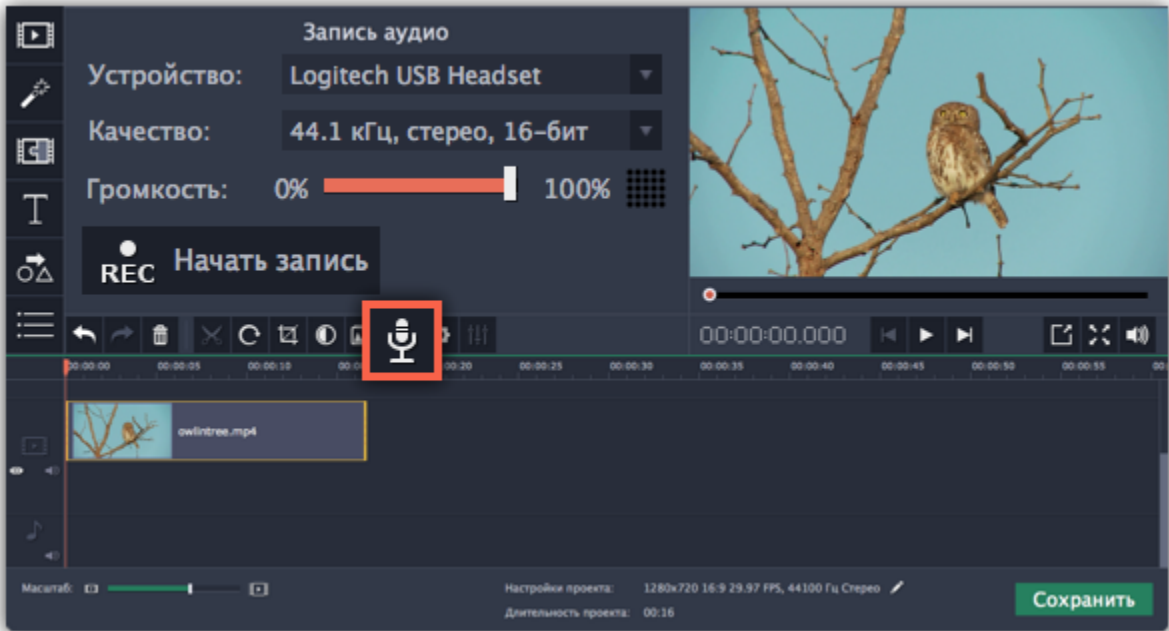 Запись аудио
Устройство: Logitech USB Headset
Качество: 44.1 кГц, стерео, 16-бит
Громкость: 0% 100%
REC Начать запись
00:00:00.000
00:00:00 00:00:05 00:00:10 00:20 00:00:25 00:00:30 00:00:35 00:00:40 00:00:45 00:00:50 00:00:55
owlintree.mp4
Масштаб: Настройки проекта: 1280x720 16:9 29.97 FPS, 44100 Гц Стерео
Длительность проекта: 00:16
Сохранить